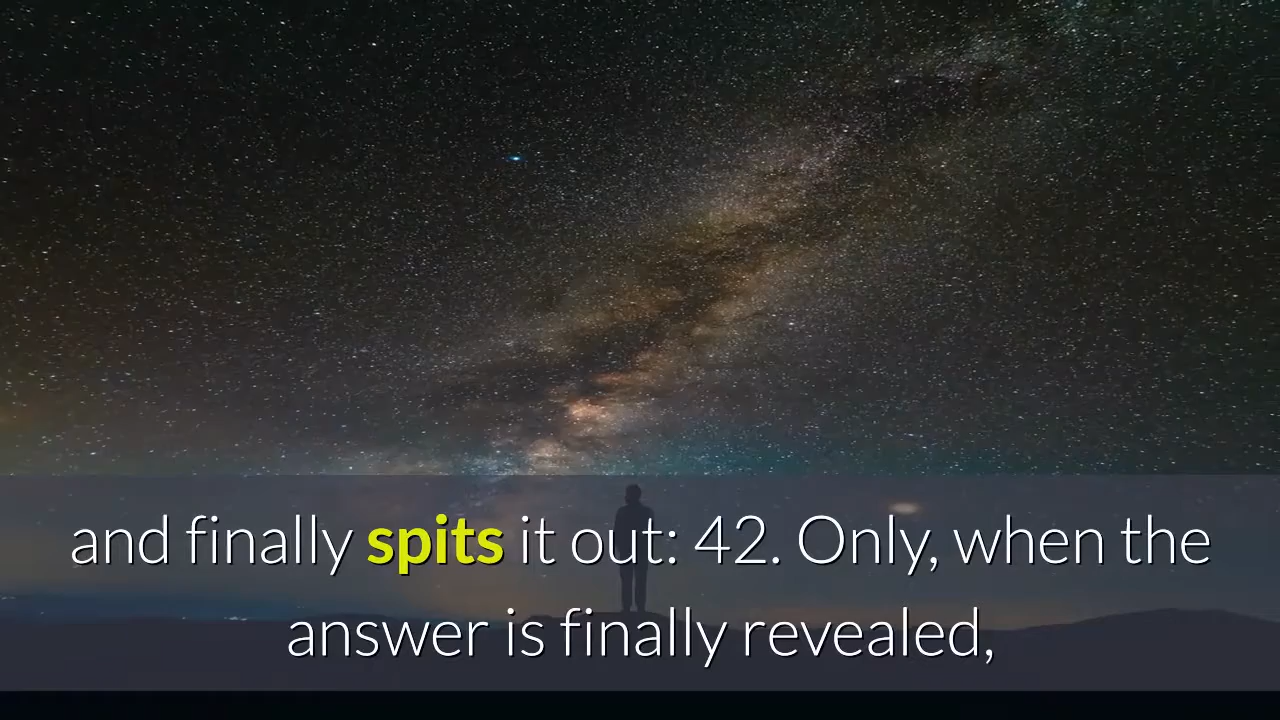 and finally spits it out: 42. Only, when the
answer is finally revealed,